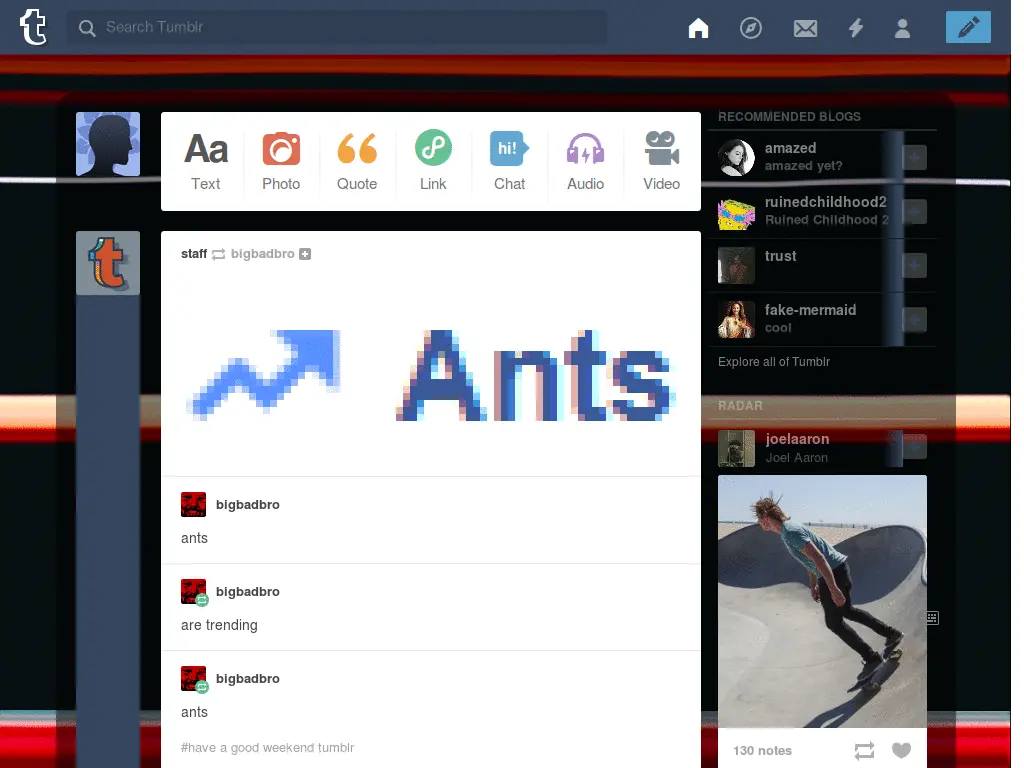 Search Tumblr
Aa
Text
Photo
Quote
Link
hi!
Chat
Audio
Video
staff bigbadbro
Ants
bigbadbro
ants
bigbadbro
are trending
bigbadbro
ants
#have a good weekend tumblr
RECOMMENDED BLOGS
amazed
amazed yet?
ruinedchildhood2
Ruined Childhood 2
trust
fake-mermaid
cool
Explore all of Tumblr
RADAR
joelaaron
Joel Aaron
130 notes